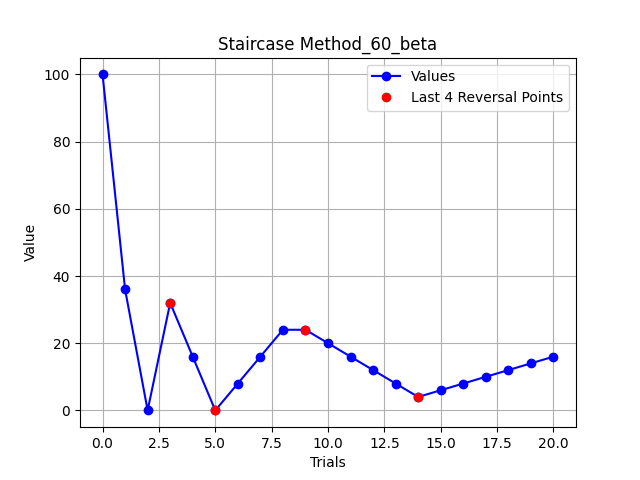 Staircase Method_60_beta
Values
Last 4 Reversal Points
100
80
60
40
20
0
Value
0.0 2.5 5.0 7.5 10.0 12.5 15.0 17.5 20.0
Trials